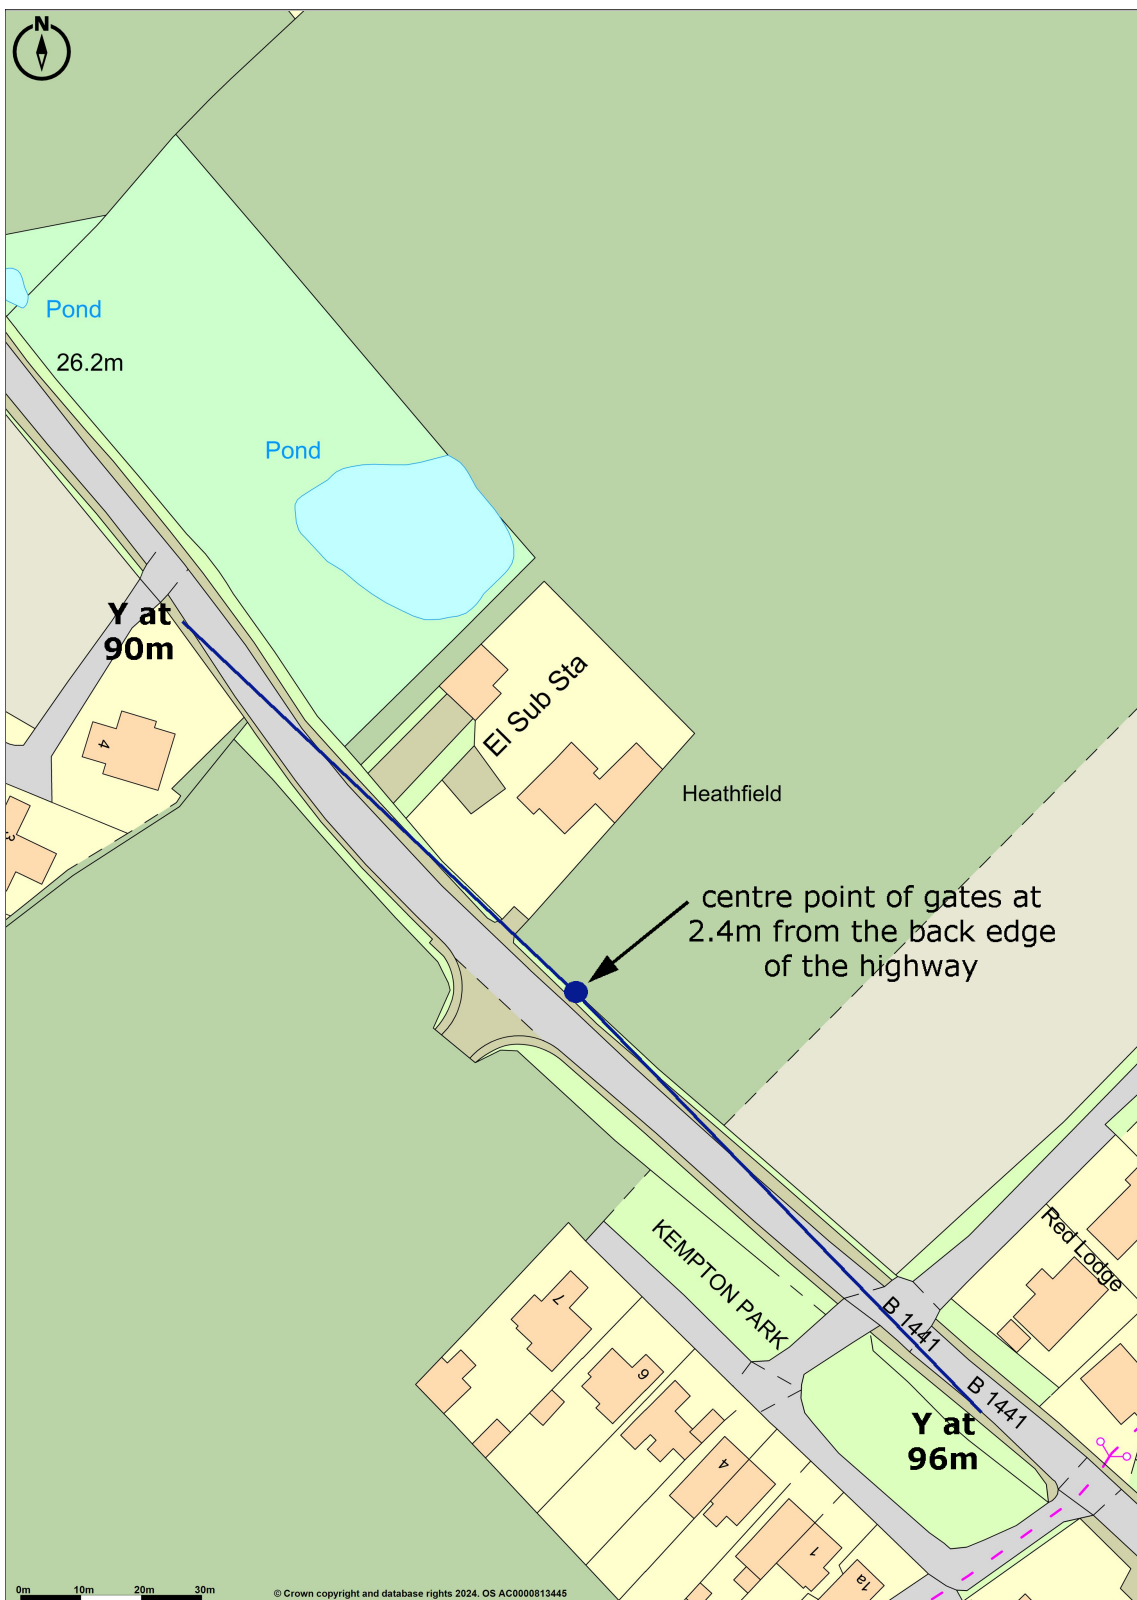 N
Pond
26.2m
Pond
Y at
90m
El Sub Sta
4
3
Heathfield
centre point of gates at
2.4m from the back edge
of the highway
KEMPTON PARK
Red Lodge
B 1441
B 1441
7
6
4
1
1a
Y at
96m
0m 10m 20m 30m
© Crown copyright and database rights 2024. OS AC0000813445